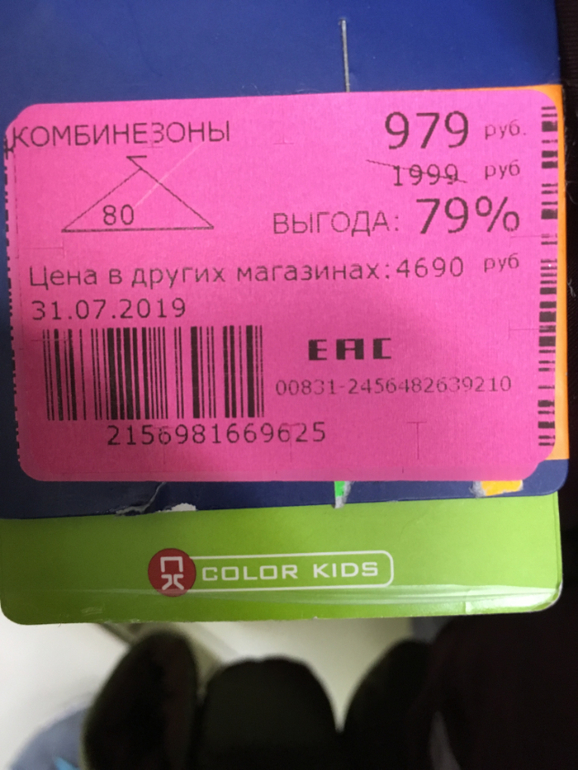 КОМБИНЕЗОНЫ
979 руб.
1999 руб
80
ВЫГОДА: 79%
Цена в других магазинах:4690 руб
31.07.2019
EAC
00831-2456482639210
2156981669625
COLOR KIDS